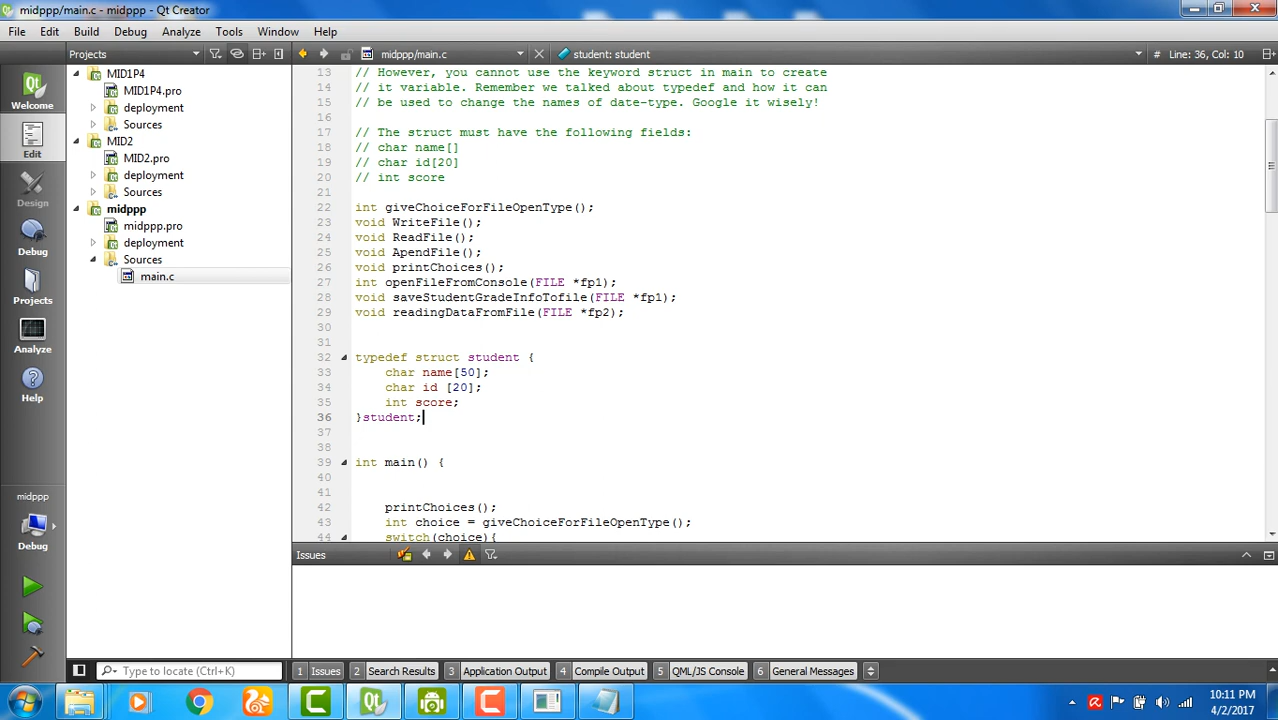 midppp/main.c - midppp - Qt Creator
File Edit Build Debug Analyze Tools Window Help
Projects
midppp/main.c
student: student
# Line: 36, Col: 10
Welcome
Edit
Design
Debug
Projects
Analyze
Help
midppp
Debug
MID1P4
MID1P4.pro
deployment
Sources
MID2
MID2.pro
deployment
Sources
midppp
midppp.pro
deployment
Sources
main.c
13 // However, you cannot use the keyword struct in main to create
14 // it variable. Remember we talked about typedef and how it can
15 // be used to change the names of date-type. Google it wisely!
16
17 // The struct must have the following fields:
18 // char name[]
19 // char id[20]
20 // int score
21
22 int giveChoiceForFileOpenType();
23 void WriteFile();
24 void ReadFile();
25 void ApendFile();
26 void printChoices();
27 int openFileFromConsole(FILE *fp1);
28 void saveStudentGradeInfoTofile(FILE *fp1);
29 void readingDataFromFile(FILE *fp2);
30
31
32 typedef struct student {
33 char name[50];
34 char id [20];
35 int score;
36 }student;
37
38
39 int main() {
40
41
42 printChoices();
43 int choice = giveChoiceForFileOpenType();
44 switch(choice){
Issues
Type to locate (Ctrl+K)
1 Issues 2 Search Results 3 Application Output 4 Compile Output 5 QML/JS Console 6 General Messages
10:11 PM
4/2/2017